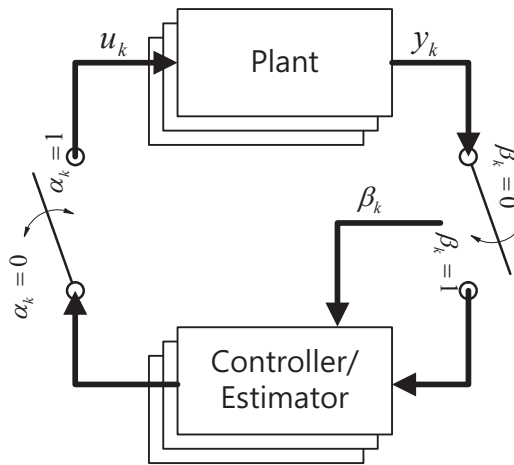 u_k
Plant
y_k
α_k = 1
α_k = 0
β_k = 0
β_k = 1
β_k
Controller/
Estimator